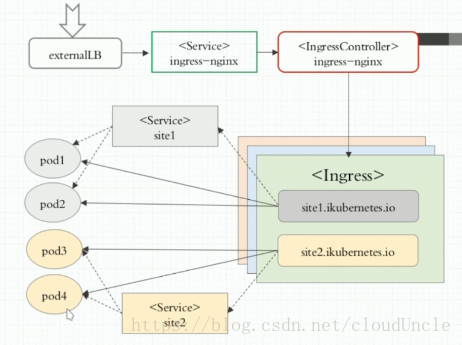 externalLB
<Service>
ingress-nginx
<IngressController>
ingress-nginx
<Service>
site1
pod1
pod2
pod3
pod4
<Ingress>
site1.ikubernetes.io
site2.ikubernetes.io
<Service>
site2
https://blog.csdn.net/cloudUncle